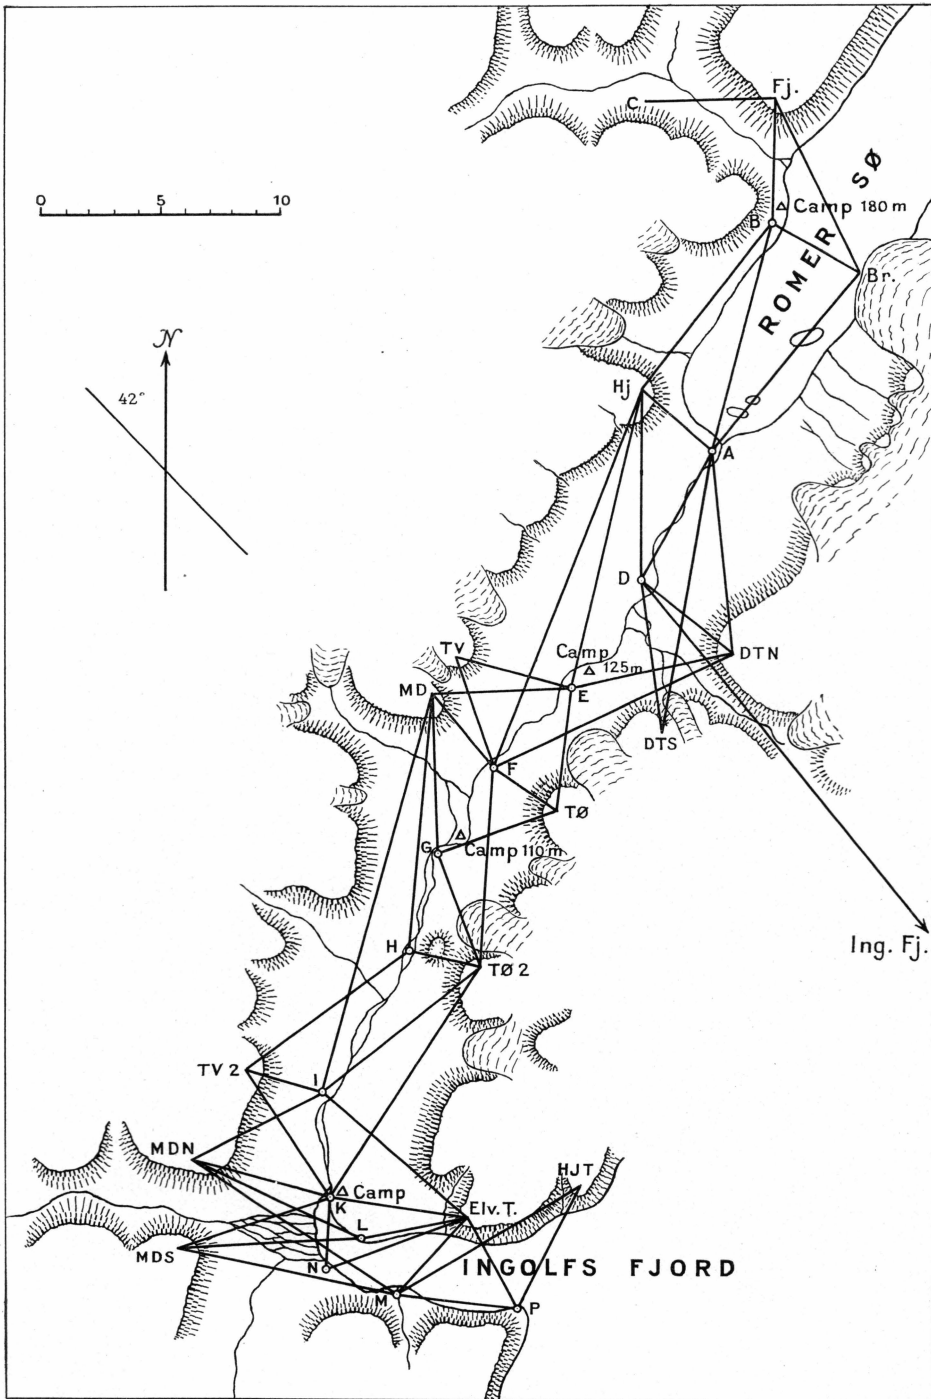 Fj.
C
SØ
Camp 180 m
B
ROMER
Br.
0 5 10
N
42°
Hj
A
D
TV
Camp
125m
DTN
MD
E
DTS
F
TØ
G
Camp 110 m
H
Ing. Fj.
TØ 2
TV 2
I
MDN
HJT
Camp
K
Elv. T.
L
MDS
N
INGOLFS FJORD
M
P